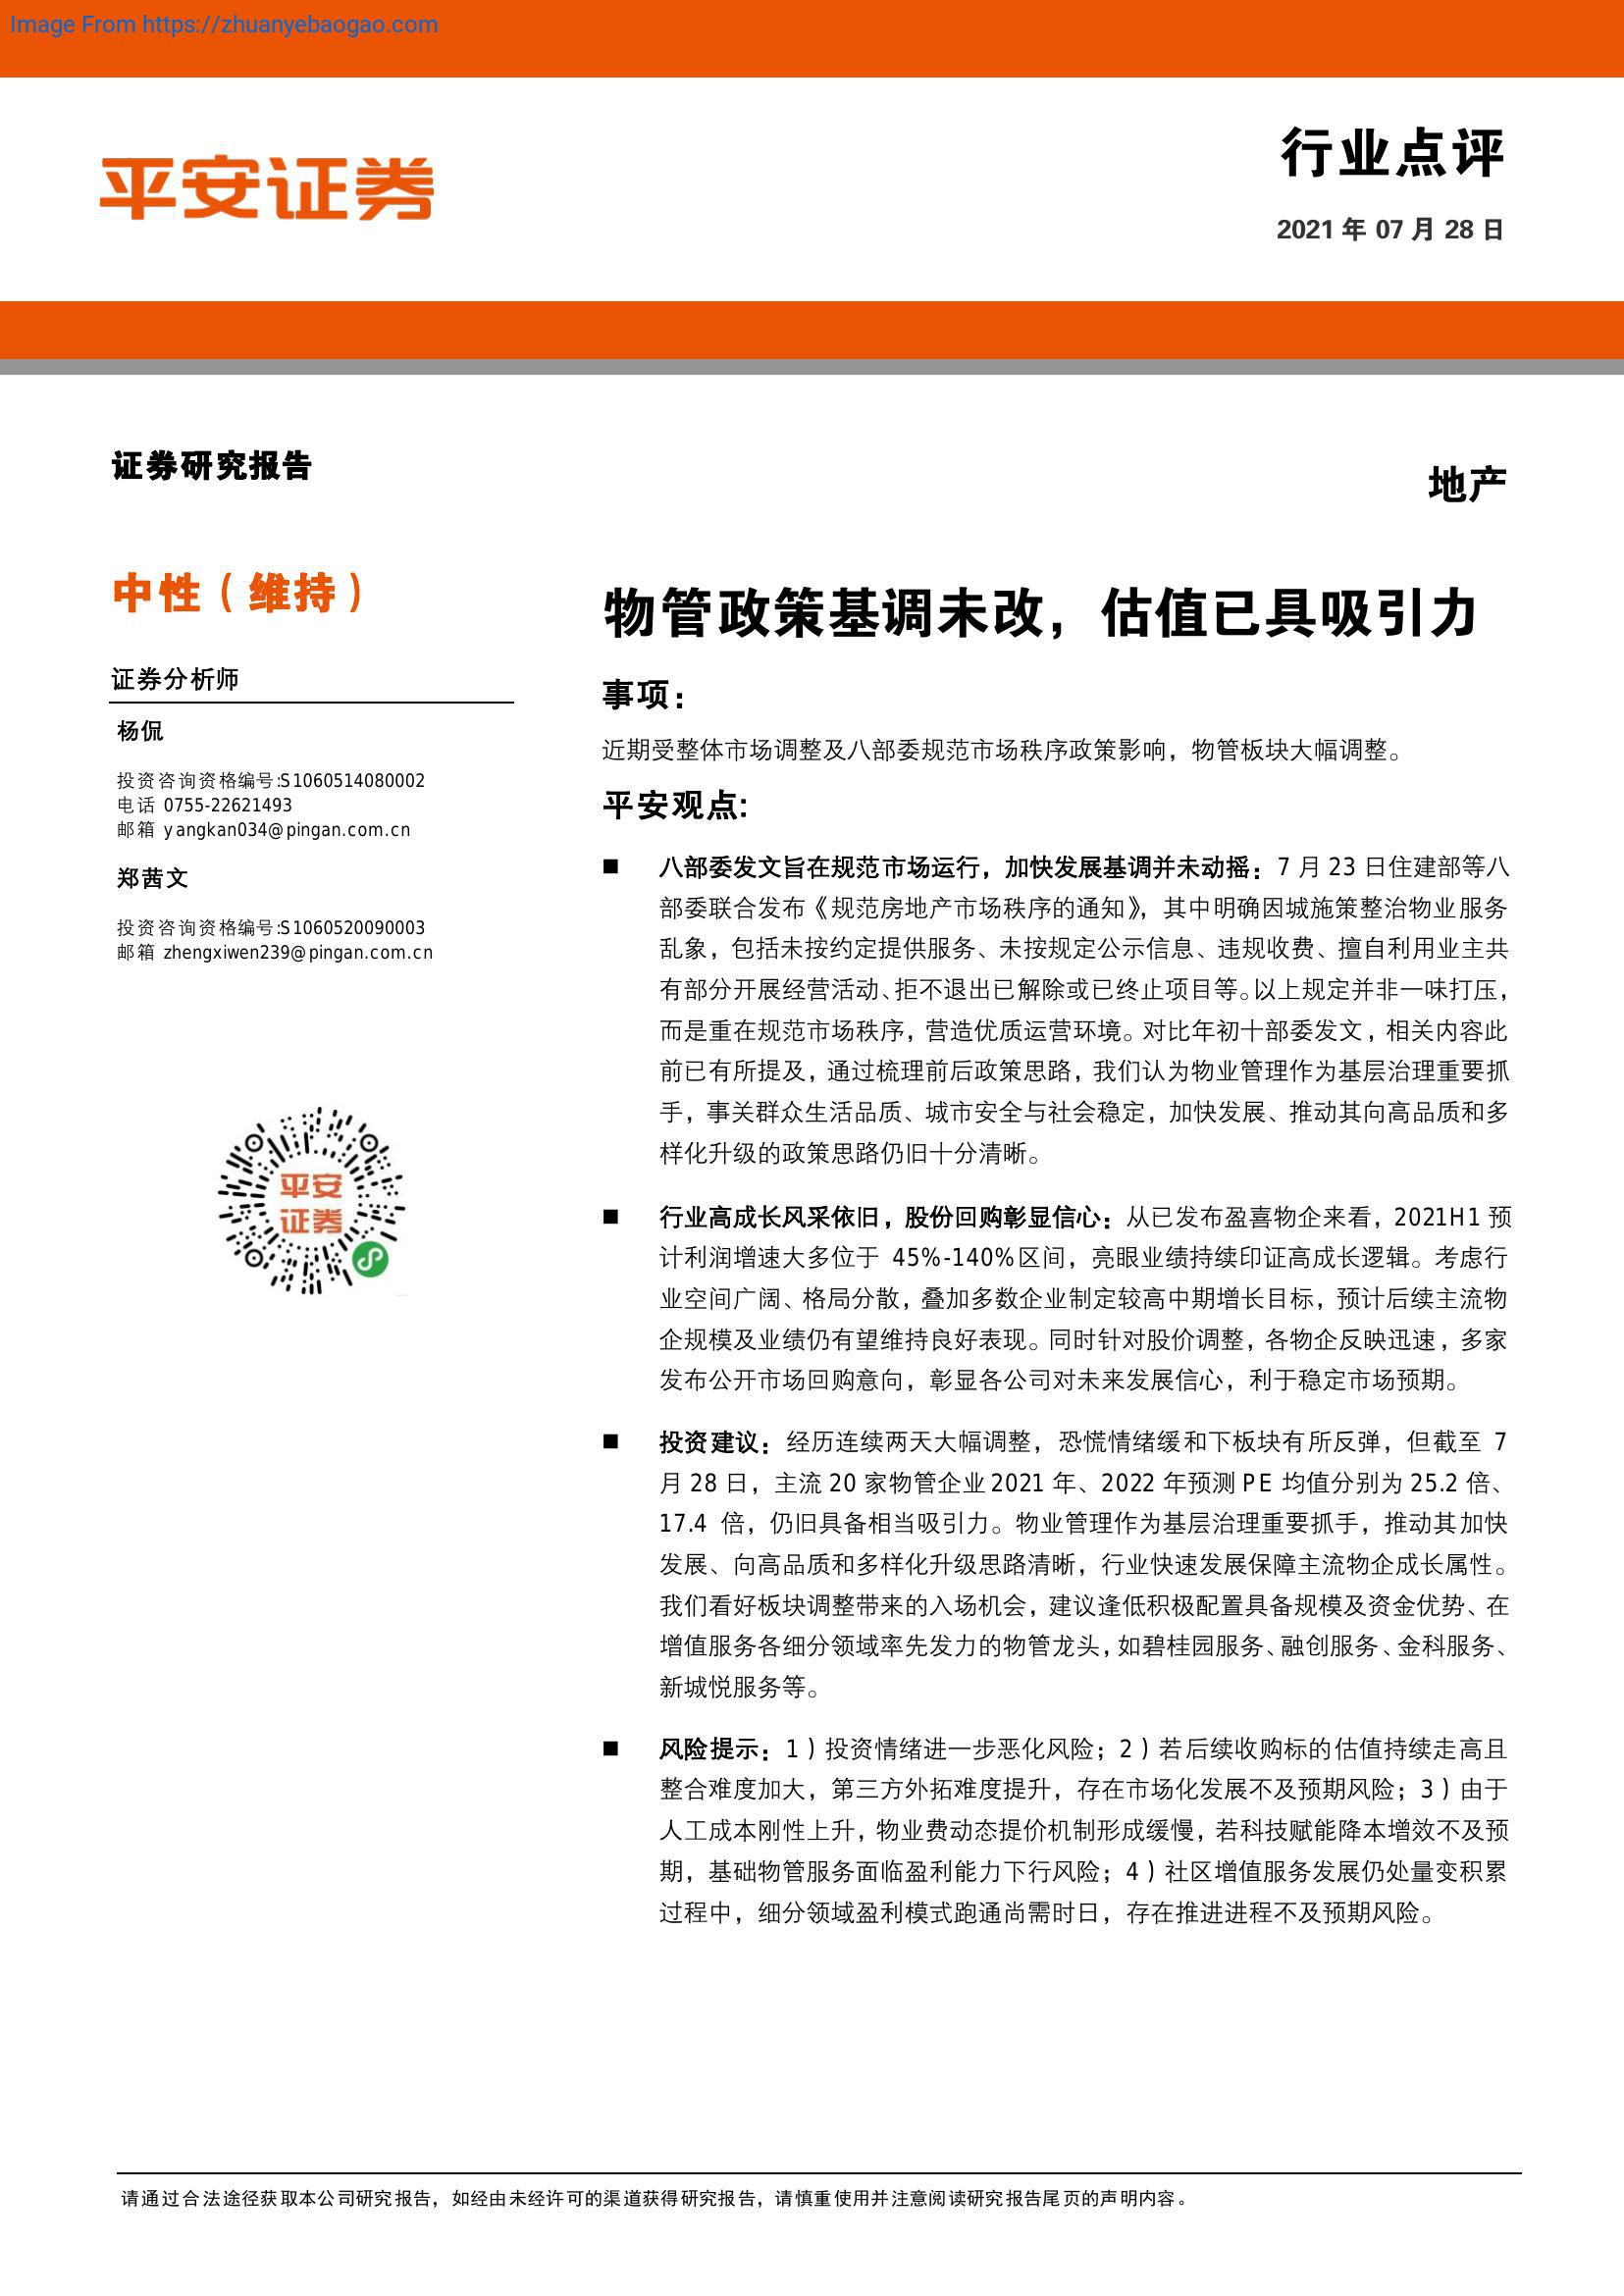 Image From https://zhuanyebaogao.com
平安证券
行业点评
2021 年 07 月 28 日
证券研究报告
地产
中性（维持）
证券分析师
杨侃
投资咨询资格编号:S1060514080002
电话 0755-22621493
邮箱 yangkan034@pingan.com.cn
郑茜文
投资咨询资格编号:S1060520090003
邮箱 zhengxiwen239@pingan.com.cn
平安
证券
物管政策基调未改，估值已具吸引力
事项：
近期受整体市场调整及八部委规范市场秩序政策影响，物管板块大幅调整。
平安观点:
■ 八部委发文旨在规范市场运行，加快发展基调并未动摇：7 月 23 日住建部等八
部委联合发布《规范房地产市场秩序的通知》，其中明确因城施策整治物业服务
乱象，包括未按约定提供服务、未按规定公示信息、违规收费、擅自利用业主共
有部分开展经营活动、拒不退出已解除或已终止项目等。以上规定并非一味打压，
而是重在规范市场秩序，营造优质运营环境。对比年初十部委发文，相关内容此
前已有所提及，通过梳理前后政策思路，我们认为物业管理作为基层治理重要抓
手，事关群众生活品质、城市安全与社会稳定，加快发展、推动其向高品质和多
样化升级的政策思路仍旧十分清晰。
■ 行业高成长风采依旧，股份回购彰显信心：从已发布盈喜物企来看，2021H1 预
计利润增速大多位于 45%-140%区间，亮眼业绩持续印证高成长逻辑。考虑行
业空间广阔、格局分散，叠加多数企业制定较高中期增长目标，预计后续主流物
企规模及业绩仍有望维持良好表现。同时针对股价调整，各物企反映迅速，多家
发布公开市场回购意向，彰显各公司对未来发展信心，利于稳定市场预期。
■ 投资建议：经历连续两天大幅调整，恐慌情绪缓和下板块有所反弹，但截至 7
月 28 日，主流 20 家物管企业 2021 年、2022 年预测 PE 均值分别为 25.2 倍、
17.4 倍，仍旧具备相当吸引力。物业管理作为基层治理重要抓手，推动其加快
发展、向高品质和多样化升级思路清晰，行业快速发展保障主流物企成长属性。
我们看好板块调整带来的入场机会，建议逢低积极配置具备规模及资金优势、在
增值服务各细分领域率先发力的物管龙头，如碧桂园服务、融创服务、金科服务、
新城悦服务等。
■ 风险提示：1）投资情绪进一步恶化风险；2）若后续收购标的估值持续走高且
整合难度加大，第三方外拓难度提升，存在市场化发展不及预期风险；3）由于
人工成本刚性上升，物业费动态提价机制形成缓慢，若科技赋能降本增效不及预
期，基础物管服务面临盈利能力下行风险；4）社区增值服务发展仍处量变积累
过程中，细分领域盈利模式跑通尚需时日，存在推进进程不及预期风险。
请通过合法途径获取本公司研究报告，如经由未经许可的渠道获得研究报告，请慎重使用并注意阅读研究报告尾页的声明内容。